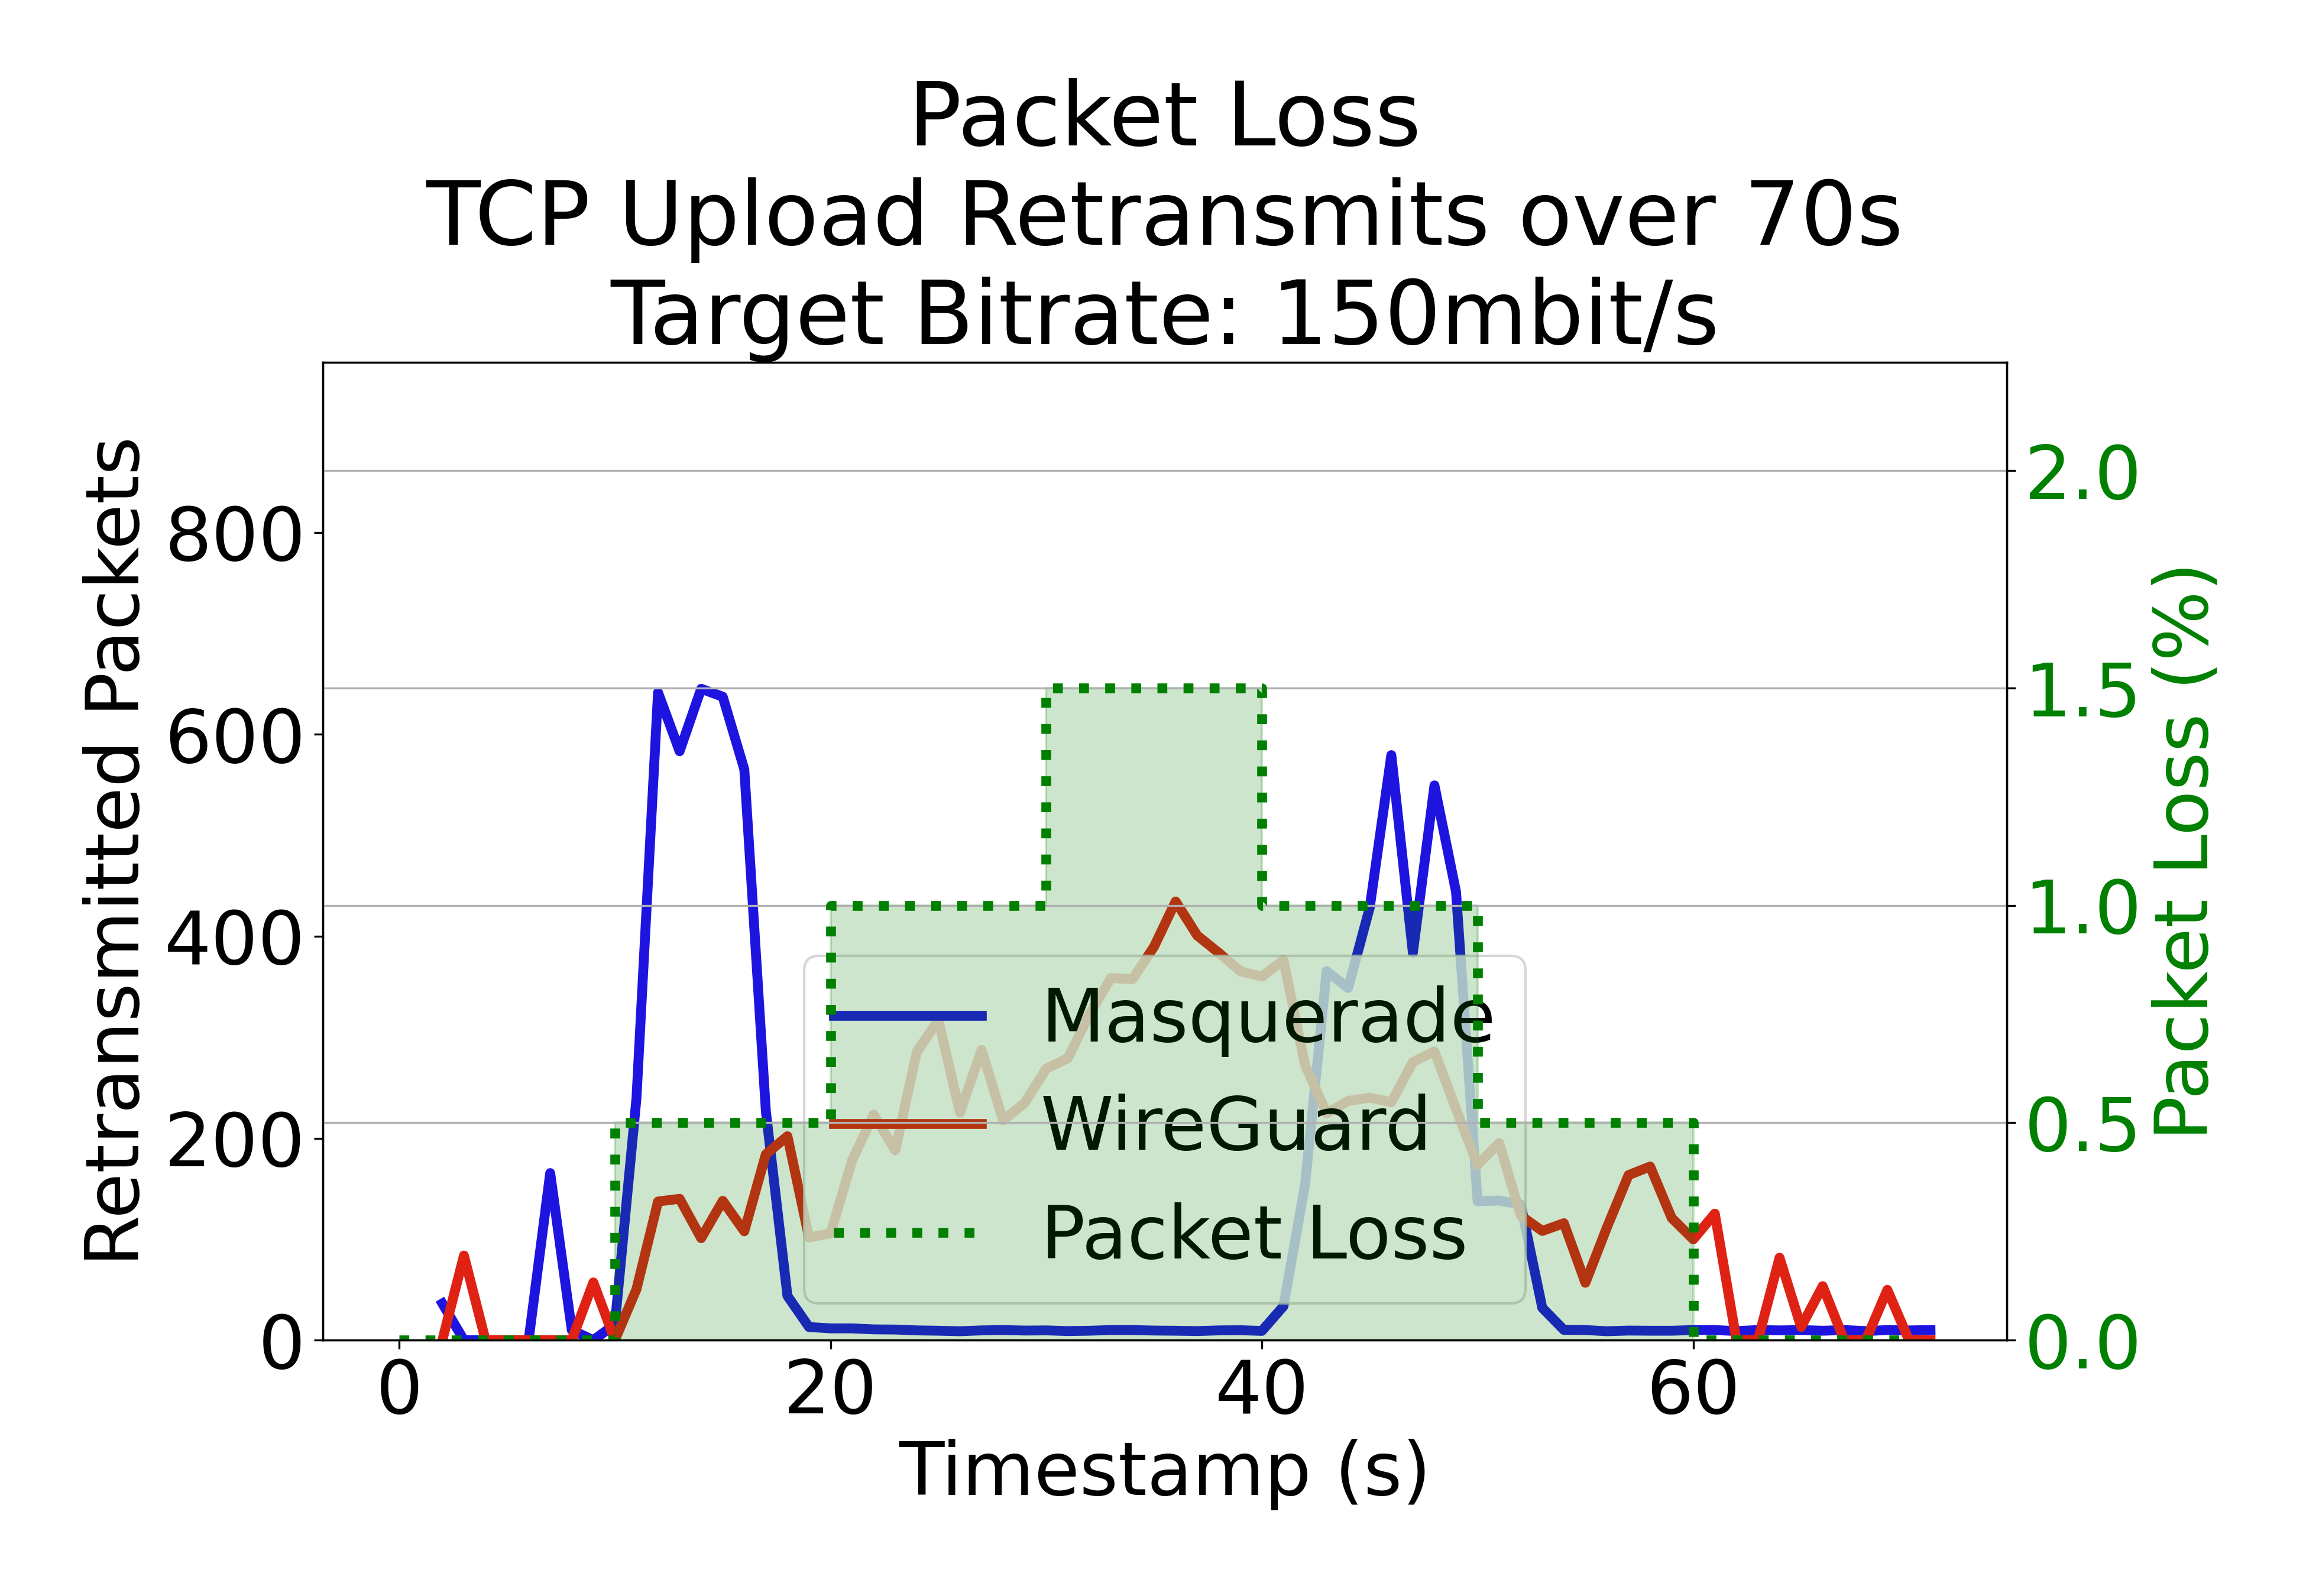 Packet Loss
TCP Upload Retransmits over 70s
Target Bitrate: 150mbit/s
Retransmitted Packets
800
600
400
200
0
2.0
1.5
1.0
0.5
0.0
Packet Loss (%)
Masquerade
WireGuard
Packet Loss
0 20 40 60
Timestamp (s)